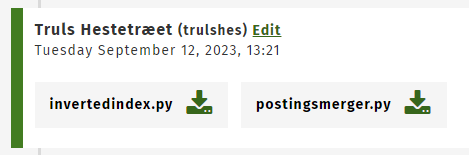 Truls Hestetræet (trulshes) Edit
Tuesday September 12, 2023, 13:21
invertedindex.py postingsmerger.py